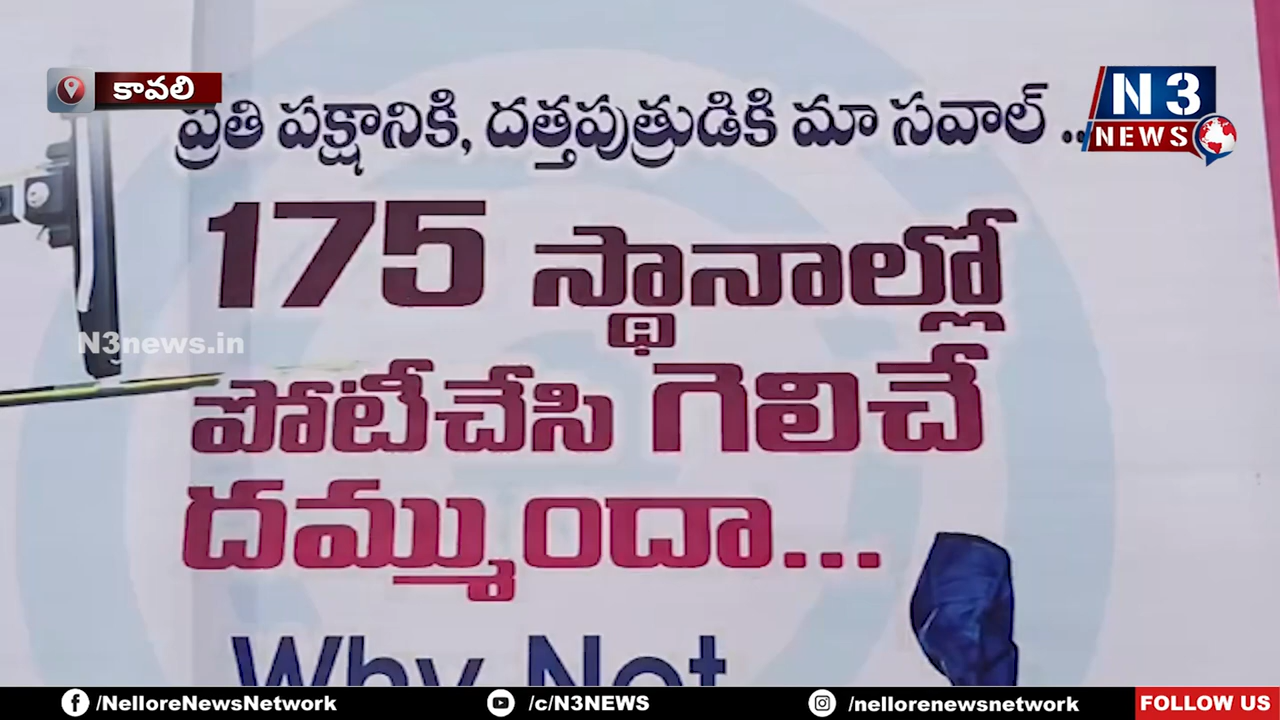 కావలి
N3
NEWS
ప్రతి పక్షానికి, దత్తపుత్రుడికి మా సవాల్ ..
175 స్థానాల్లో
N3news.in
పోటీచేసి గెలిచే
దమ్ముందా...
Why Not
/NelloreNewsNetwork /c/N3NEWS /nellorenewsnetwork FOLLOW US